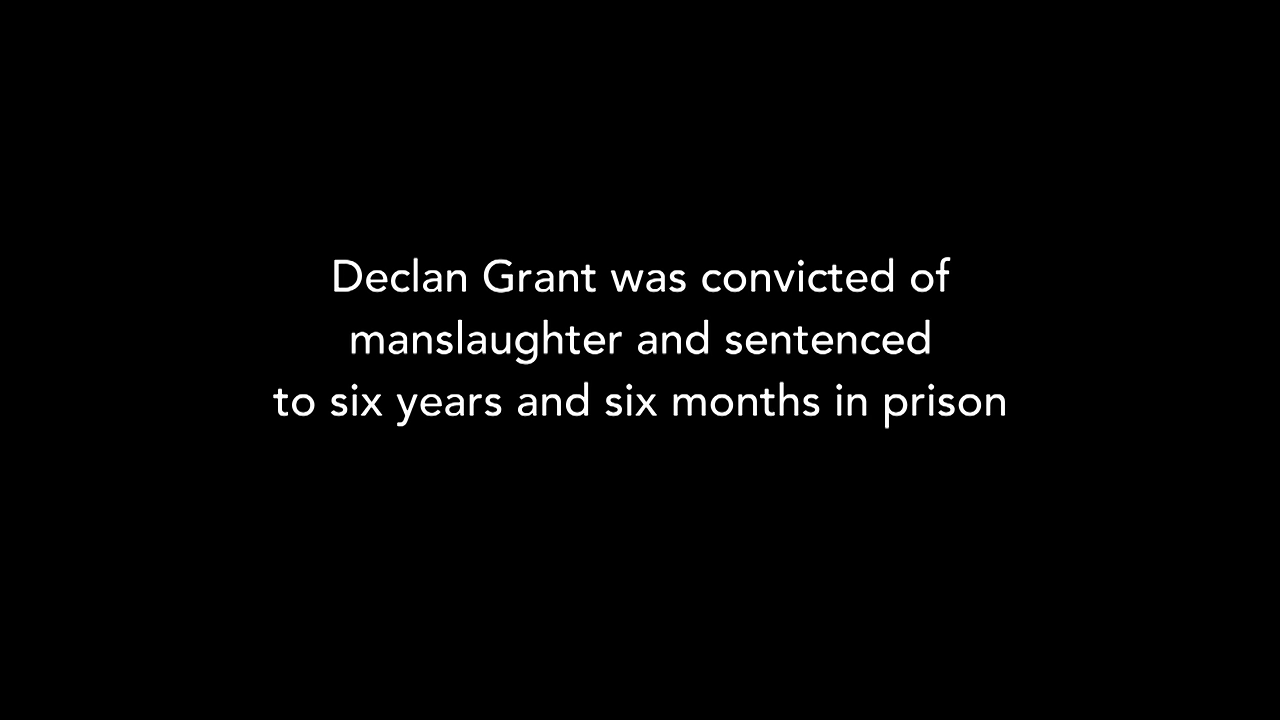 Declan Grant was convicted of
manslaughter and sentenced
to six years and six months in prison